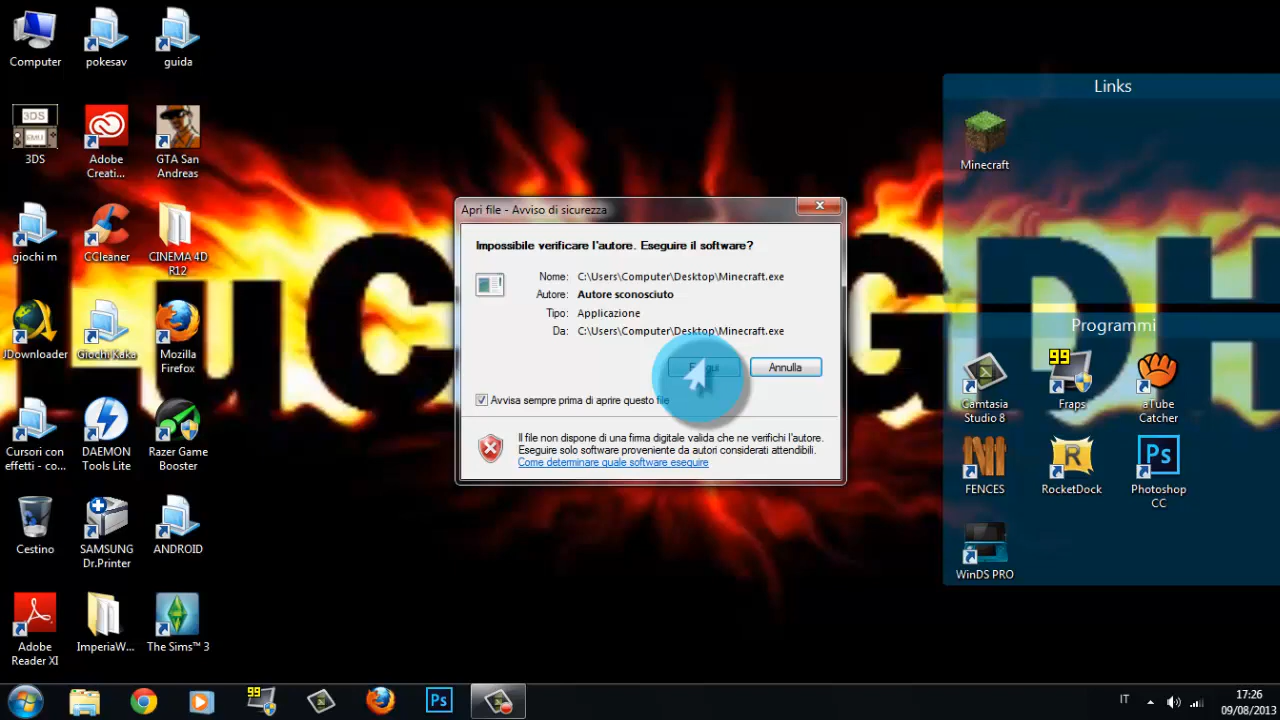 Computer
pokesav
guida
3DS
EMU
3DS
Adobe
Creati...
GTA San
Andreas
giochi m
CCleaner
CINEMA 4D
R12
JDownloader
Giochi Kaka
Mozilla
Firefox
Cursori con
effetti - co...
DAEMON
Tools Lite
Razer Game
Booster
Cestino
SAMSUNG
Dr.Printer
ANDROID
Adobe
Reader XI
ImperiaW...
The Sims™ 3
Apri file - Avviso di sicurezza
Impossibile verificare l'autore. Eseguire il software?
Nome: C:\Users\Computer\Desktop\Minecraft.exe
Autore: Autore sconosciuto
Tipo: Applicazione
Da: C:\Users\Computer\Desktop\Minecraft.exe
Annulla
Avvisa sempre prima di aprire questo file
Il file non dispone di una firma digitale valida che ne verifichi l'autore.
Eseguire solo software proveniente da autori considerati attendibili.
Come determinare quale software eseguire
Links
Minecraft
Programmi
99
Camtasia
Studio 8
Fraps
aTube
Catcher
R
Ps
FENCES
RocketDock
Photoshop
CC
WinDS PRO
99
Ps
IT
17:26
09/08/2013